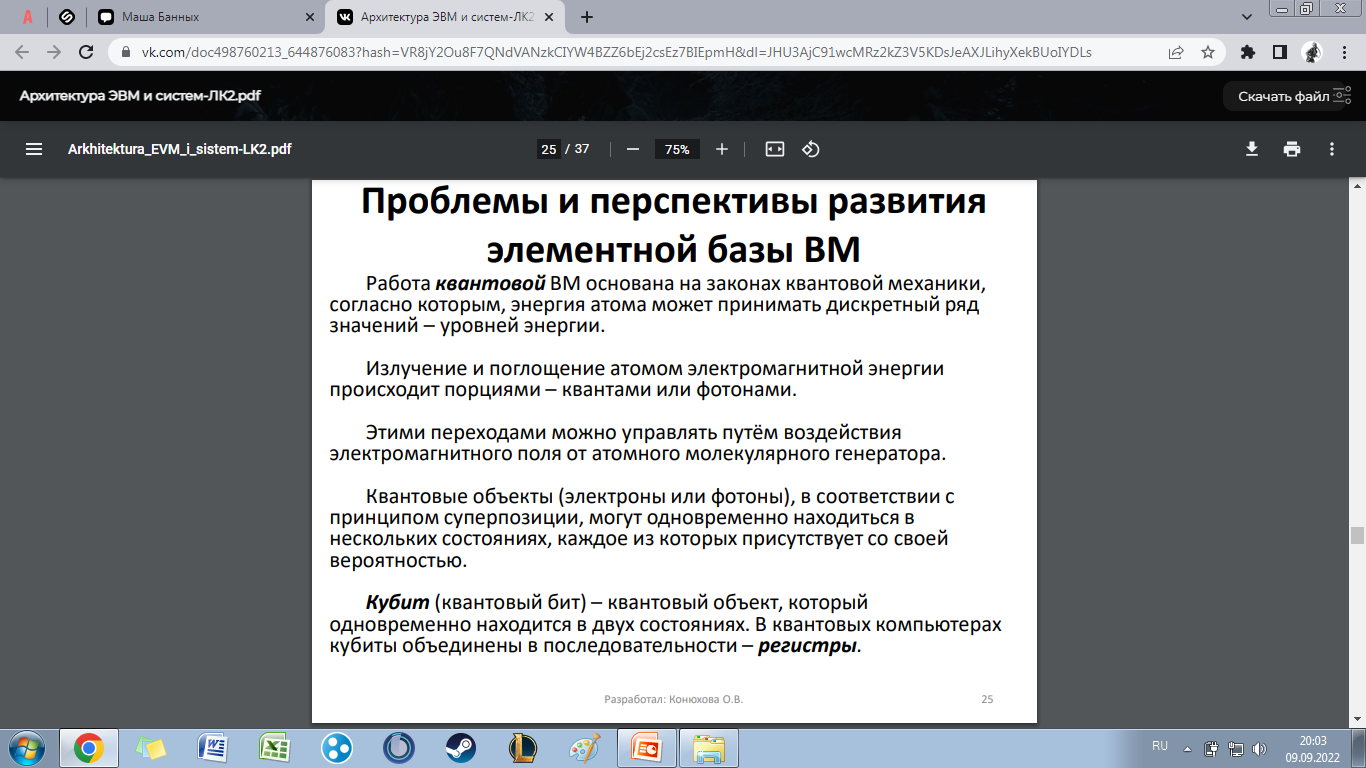 Маша Банных
Архитектура ЭВМ и систем-ЛК2
vk.com/doc498760213_644876083?hash=VR8jY2Ou8F7QNdVANzkCIYW4BZZ6bEj2csEz7BIEpmH&dl=JHU3AjC91wcMRz2kZ3V5KDsJeAXJLihyXekBUoIYDLs
Архитектура ЭВМ и систем-ЛК2.pdf
Скачать файл
Arkhitektura_EVM_i_sistem-LK2.pdf
25 / 37
75%
Проблемы и перспективы развития
элементной базы ВМ
Работа квантовой ВМ основана на законах квантовой механики,
согласно которым, энергия атома может принимать дискретный ряд
значений – уровней энергии.
Излучение и поглощение атомом электромагнитной энергии
происходит порциями – квантами или фотонами.
Этими переходами можно управлять путём воздействия
электромагнитного поля от атомного молекулярного генератора.
Квантовые объекты (электроны или фотоны), в соответствии с
принципом суперпозиции, могут одновременно находиться в
нескольких состояниях, каждое из которых присутствует со своей
вероятностью.
Кубит (квантовый бит) – квантовый объект, который
одновременно находится в двух состояниях. В квантовых компьютерах
кубиты объединены в последовательности – регистры.
Разработал: Конюхова О.В.
25
RU
20:03
09.09.2022